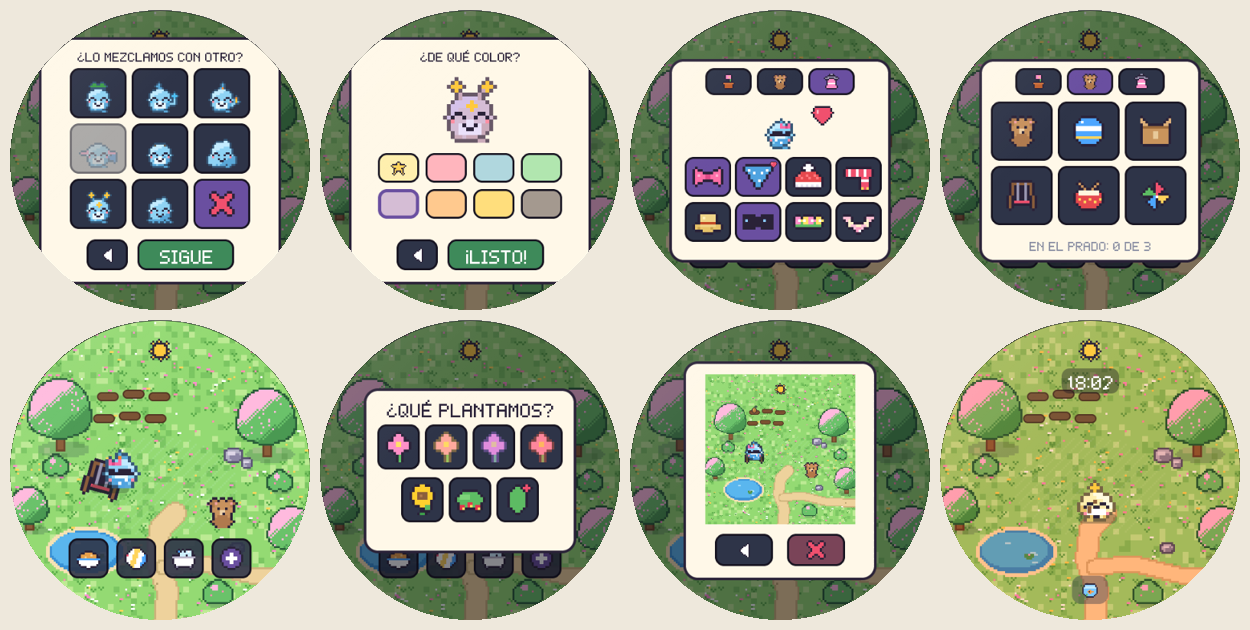 ¿LO MEZCLAMOS CON OTRO?
SIGUE
¿DE QUÉ COLOR?
¡LISTO!
EN EL PRADO: 0 DE 3
¿QUÉ PLANTAMOS?
18:02